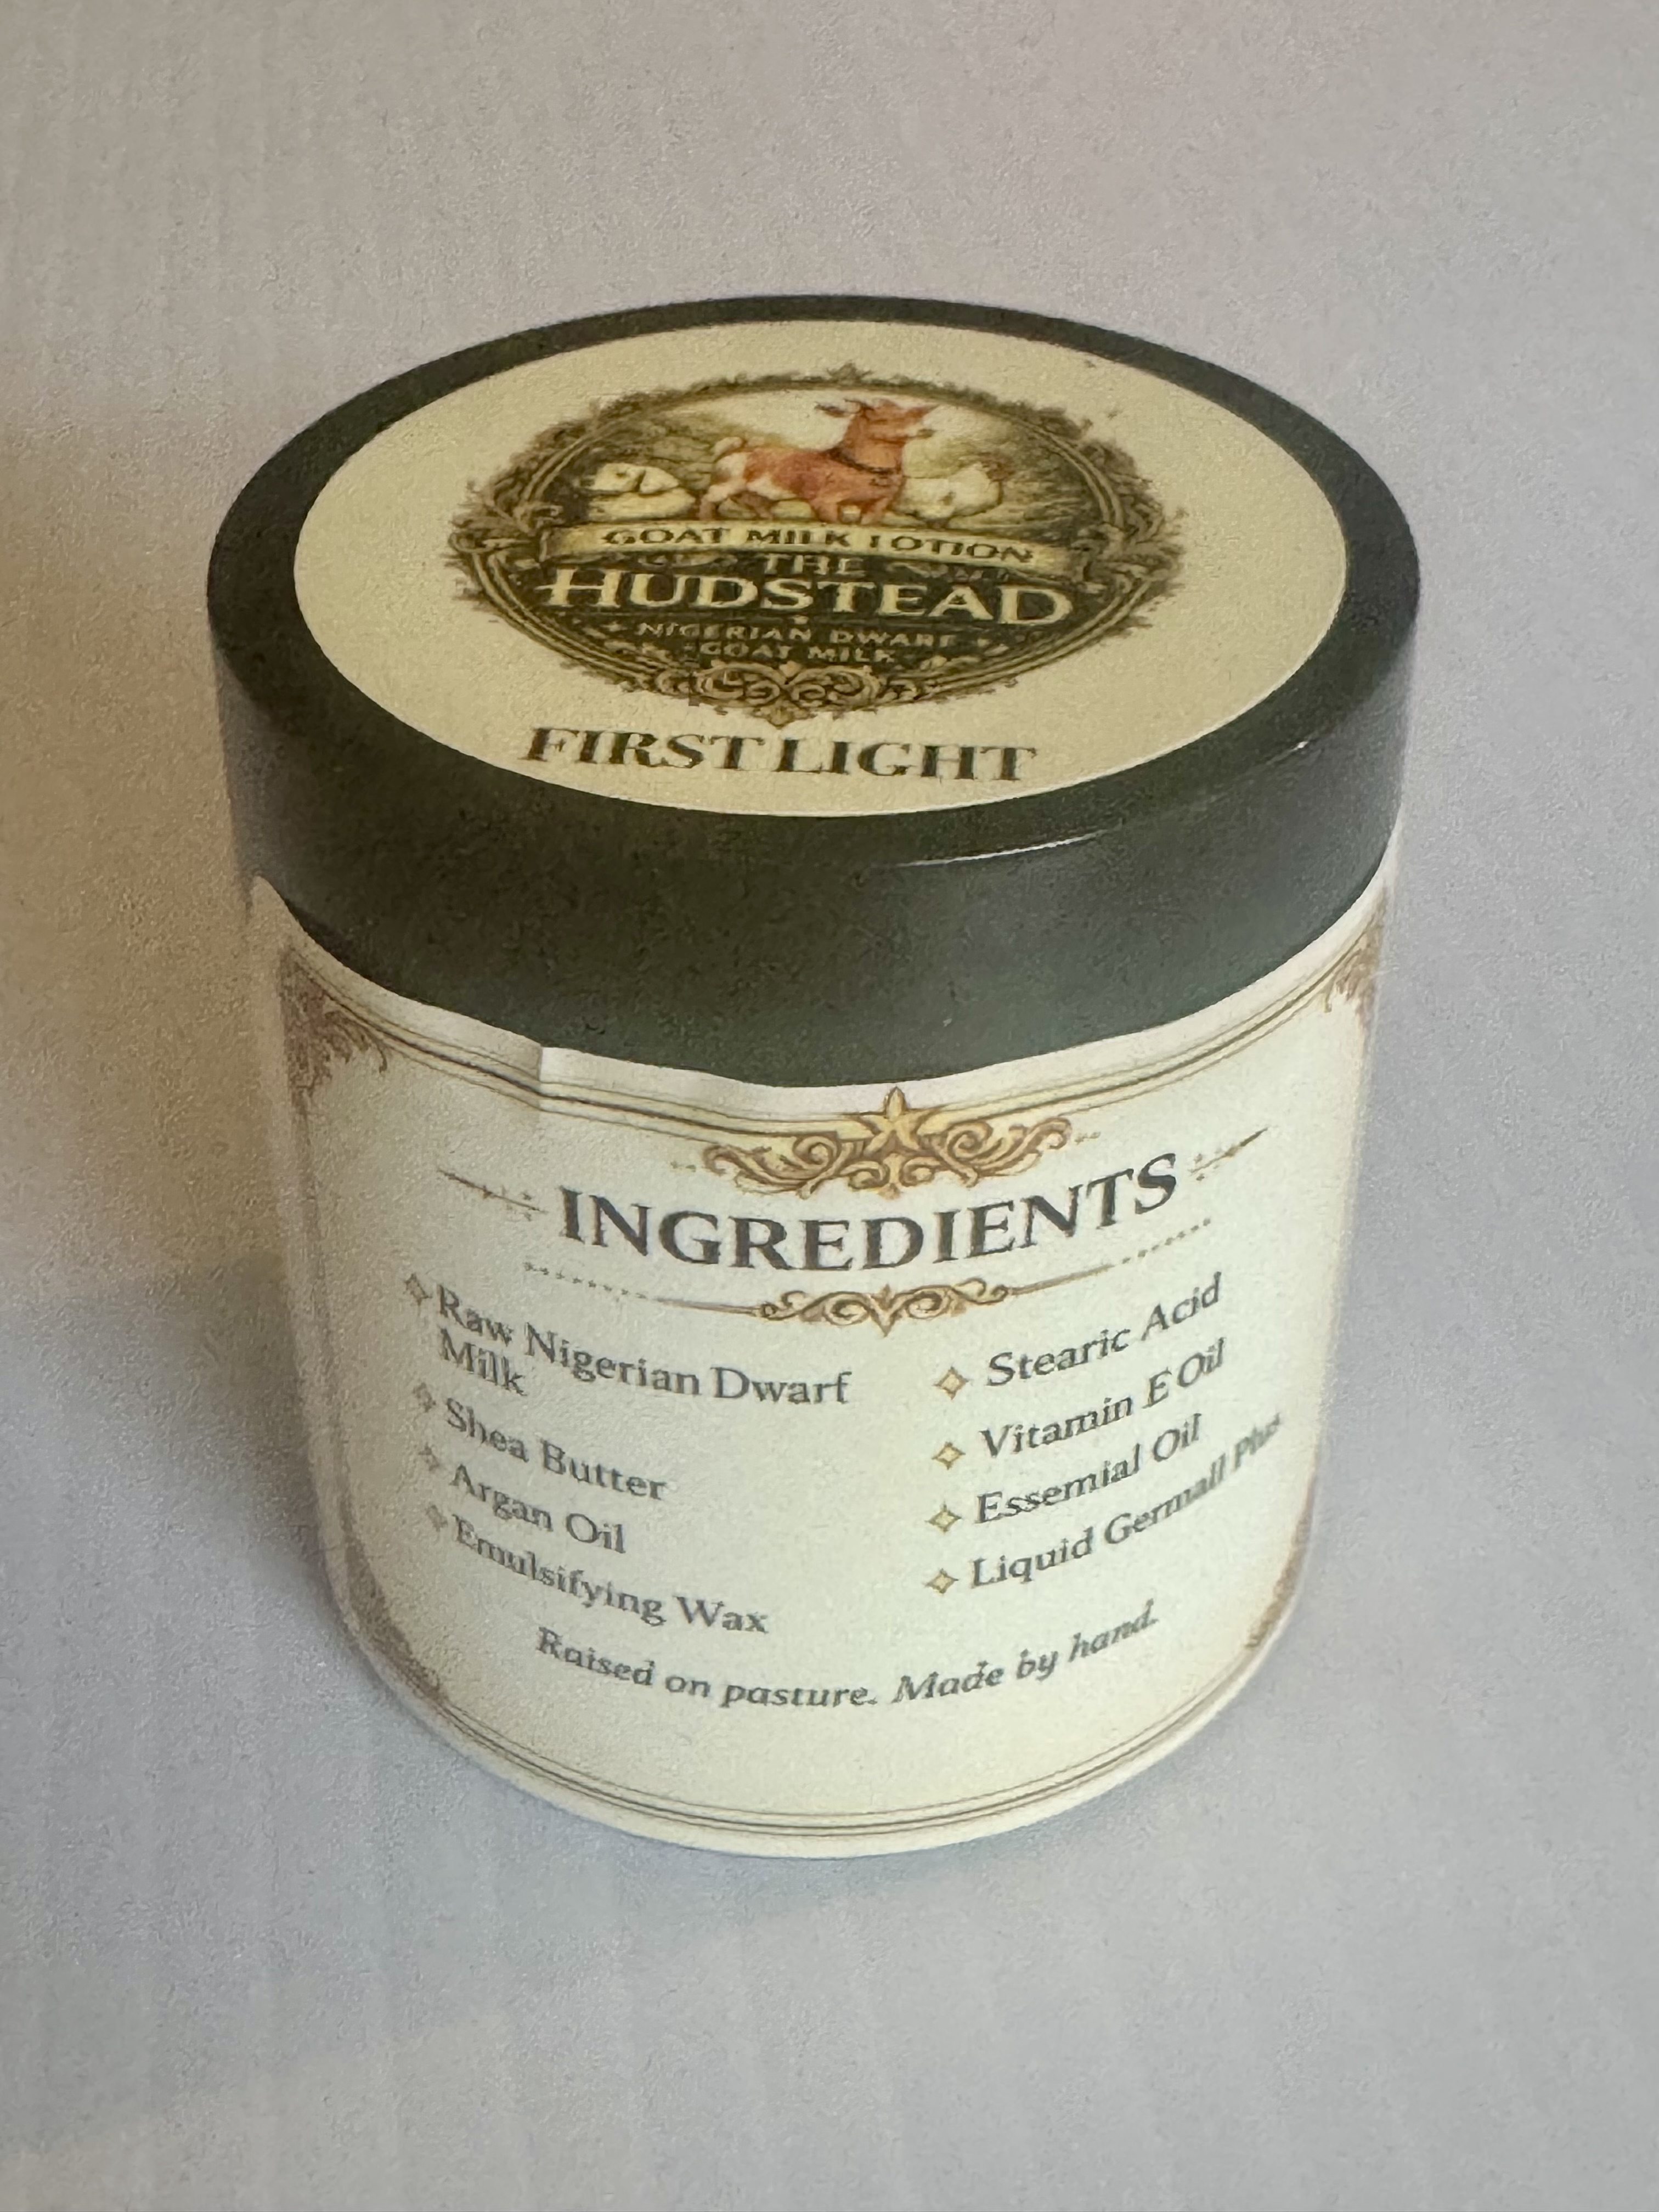 GOAT MILK LOTION
THE
HUDSTEAD
NIGERIAN DWARF
GOAT MILK
FIRST LIGHT
INGREDIENTS
Raw Nigerian Dwarf
Milk
Shea Butter
Argan Oil
Emulsifying Wax
Stearic Acid
Vitamin E Oil
Essemial Oil
Liquid Germall Plus
Raised on pasture. Made by hand.